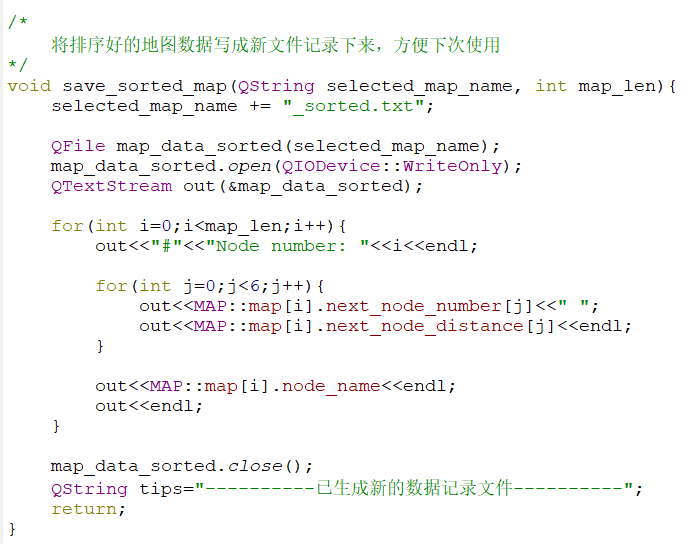 /*
    将排序好的地图数据写成新文件记录下来，方便下次使用
*/
void save_sorted_map(QString selected_map_name, int map_len){
    selected_map_name += "_sorted.txt";

    QFile map_data_sorted(selected_map_name);
    map_data_sorted.open(QIODevice::WriteOnly);
    QTextStream out(&map_data_sorted);

    for(int i=0;i<map_len;i++){
        out<<"#"<<"Node number: "<<i<<endl;

        for(int j=0;j<6;j++){
            out<<MAP::map[i].next_node_number[j]<<" ";
            out<<MAP::map[i].next_node_distance[j]<<endl;
        }

        out<<MAP::map[i].node_name<<endl;
        out<<endl;
    }

    map_data_sorted.close();
    QString tips="----------已生成新的数据记录文件----------";
    return;
}